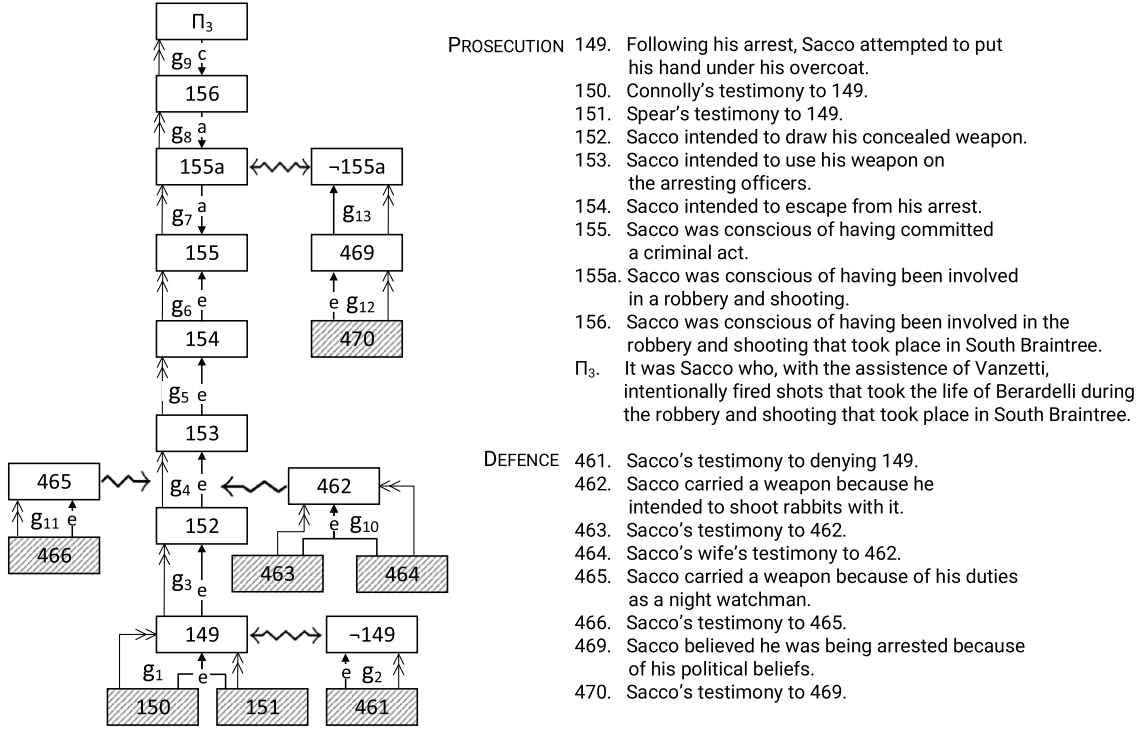 Π3
g9 c
156
g8 a
155a
¬155a
g7 a
g13
155
469
g6 e
e g12
154
470
g5 e
153
465
g4 e
462
g11 e
152
e g10
466
463
464
g3 e
149
¬149
g1 e
e g2
150
151
461
PROSECUTION 149. Following his arrest, Sacco attempted to put
his hand under his overcoat.
150. Connolly's testimony to 149.
151. Spear's testimony to 149.
152. Sacco intended to draw his concealed weapon.
153. Sacco intended to use his weapon on
the arresting officers.
154. Sacco intended to escape from his arrest.
155. Sacco was conscious of having committed
a criminal act.
155a. Sacco was conscious of having been involved
in a robbery and shooting.
156. Sacco was conscious of having been involved in the
robbery and shooting that took place in South Braintree.
Π3. It was Sacco who, with the assistence of Vanzetti,
intentionally fired shots that took the life of Berardelli during
the robbery and shooting that took place in South Braintree.
DEFENCE 461. Sacco's testimony to denying 149.
462. Sacco carried a weapon because he
intended to shoot rabbits with it.
463. Sacco's testimony to 462.
464. Sacco's wife's testimony to 462.
465. Sacco carried a weapon because of his duties
as a night watchman.
466. Sacco's testimony to 465.
469. Sacco believed he was being arrested because
of his political beliefs.
470. Sacco's testimony to 469.